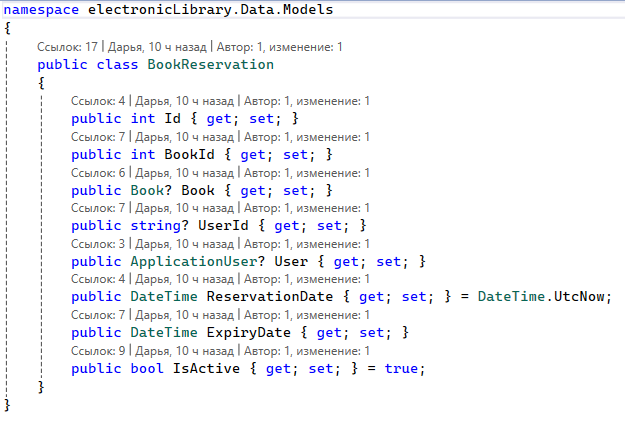 namespace electronicLibrary.Data.Models
{
Ссылок: 17 | Дарья, 10 ч назад | Автор: 1, изменение: 1
public class BookReservation
{
Ссылок: 4 | Дарья, 10 ч назад | Автор: 1, изменение: 1
public int Id { get; set; }
Ссылок: 7 | Дарья, 10 ч назад | Автор: 1, изменение: 1
public int BookId { get; set; }
Ссылок: 6 | Дарья, 10 ч назад | Автор: 1, изменение: 1
public Book? Book { get; set; }
Ссылок: 7 | Дарья, 10 ч назад | Автор: 1, изменение: 1
public string? UserId { get; set; }
Ссылок: 3 | Дарья, 10 ч назад | Автор: 1, изменение: 1
public ApplicationUser? User { get; set; }
Ссылок: 4 | Дарья, 10 ч назад | Автор: 1, изменение: 1
public DateTime ReservationDate { get; set; } = DateTime.UtcNow;
Ссылок: 7 | Дарья, 10 ч назад | Автор: 1, изменение: 1
public DateTime ExpiryDate { get; set; }
Ссылок: 9 | Дарья, 10 ч назад | Автор: 1, изменение: 1
public bool IsActive { get; set; } = true;
}
}